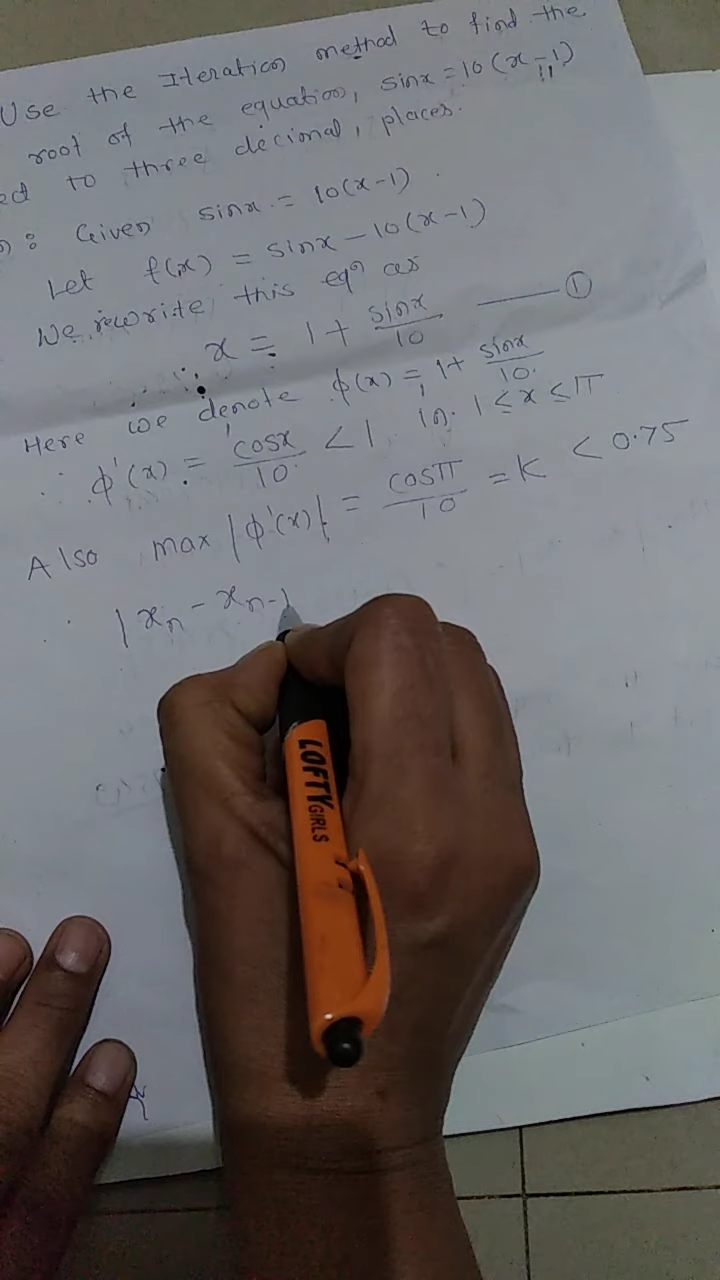 Use the Iteration method to find the
root of the equation, sinx = 10(x-1)
ed to three decimal places.
n: Given sinx = 10(x-1).
Let f(x) = sinx - 10(x-1)
We rewrite this eqn as
∴ x = 1 + sinx/10 ——— ①
Here we denote ϕ(x) = 1 + sinx/10.
∴ ϕ'(x) = cosx/10 < 1 in 1 ≤ x ≤ π
Also max |ϕ'(x)| = cosπ/10 = K < 0.75
|xn - xn-1
LOFTY GIRLS